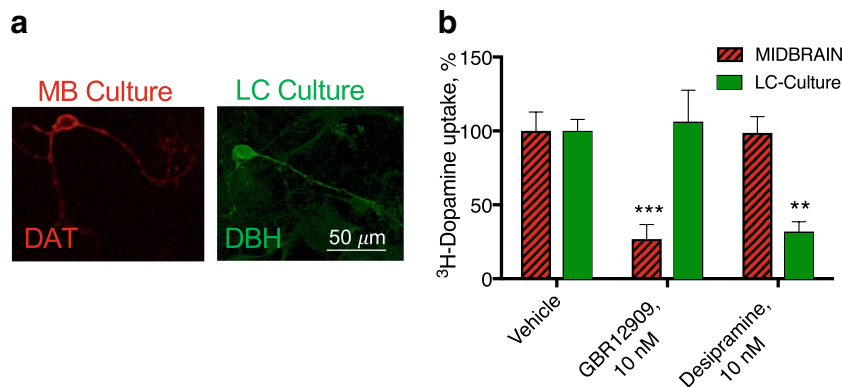 a
MB Culture
LC Culture
DAT
DBH
50 μm
b
³H-Dopamine uptake, %
150
100
50
0
MIDBRAIN
LC-Culture
***
**
Vehicle
GBR12909,
10 nM
Desipramine,
10 nM